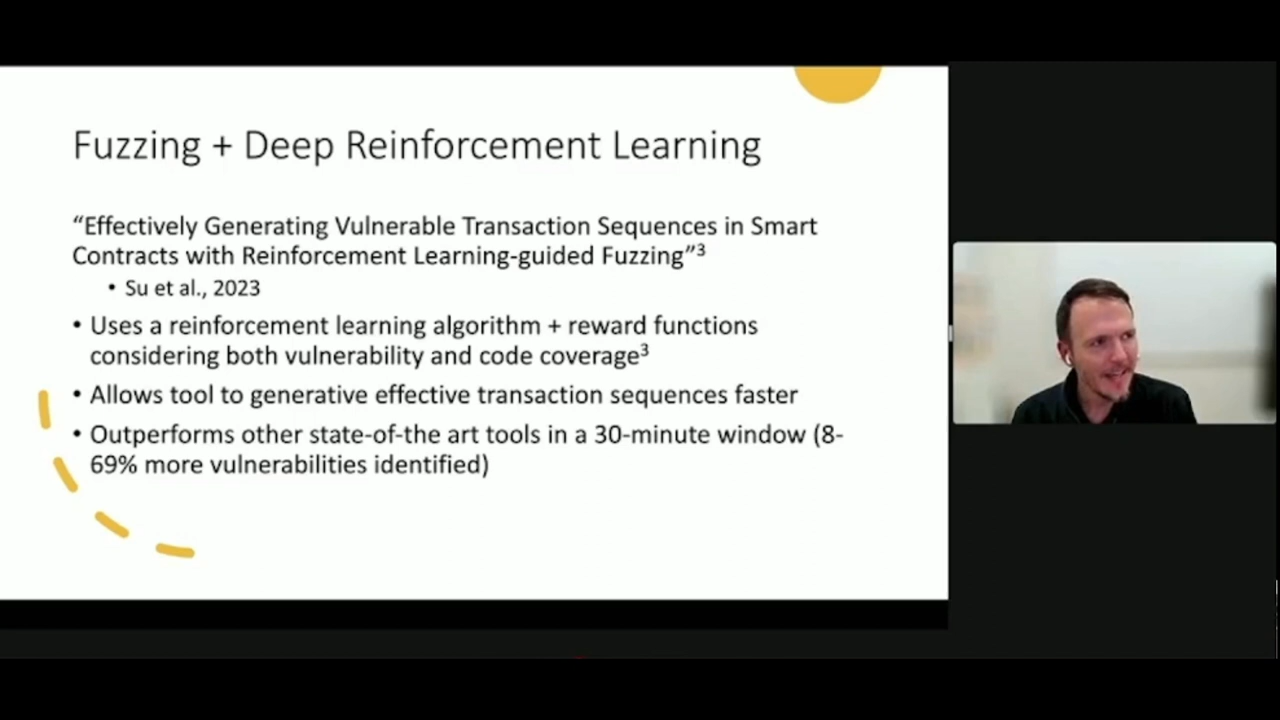 Fuzzing + Deep Reinforcement Learning
“Effectively Generating Vulnerable Transaction Sequences in Smart
Contracts with Reinforcement Learning-guided Fuzzing”³
• Su et al., 2023
• Uses a reinforcement learning algorithm + reward functions
considering both vulnerability and code coverage³
• Allows tool to generative effective transaction sequences faster
• Outperforms other state-of-the art tools in a 30-minute window (8-
69% more vulnerabilities identified)